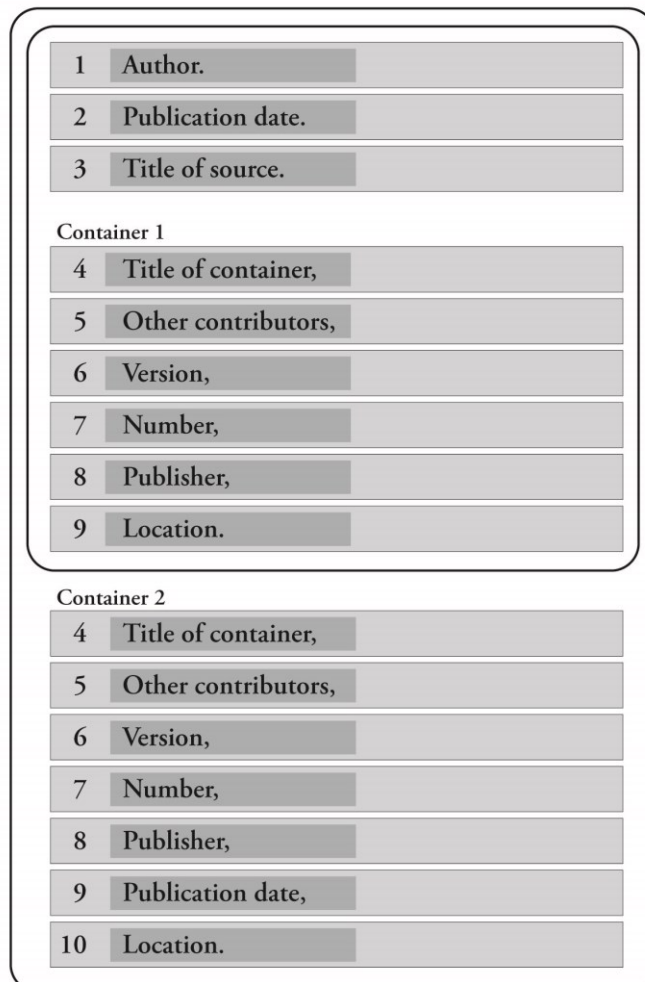 1 Author.
2 Publication date.
3 Title of source.
Container 1
4 Title of container,
5 Other contributors,
6 Version,
7 Number,
8 Publisher,
9 Location.
Container 2
4 Title of container,
5 Other contributors,
6 Version,
7 Number,
8 Publisher,
9 Publication date,
10 Location.